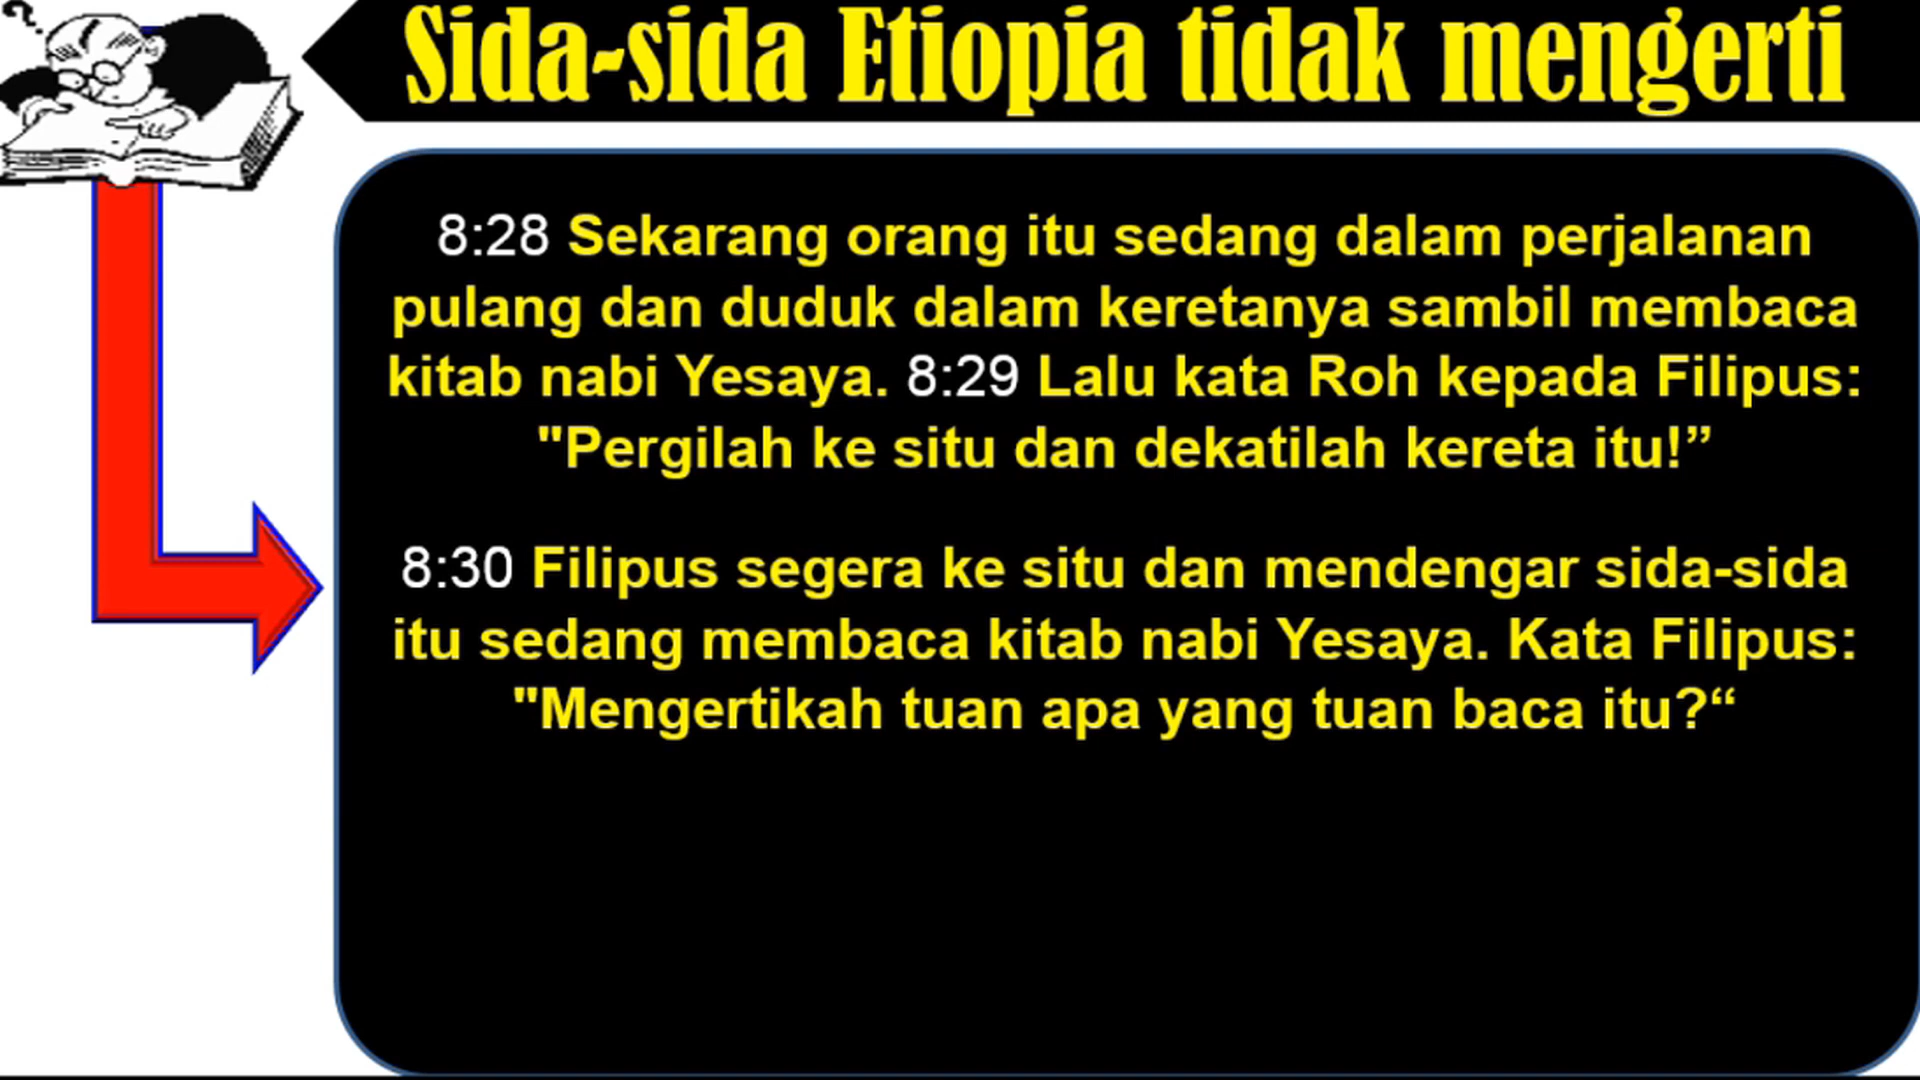 ?
Sida-sida Etiopia tidak mengerti
8:28 Sekarang orang itu sedang dalam perjalanan
pulang dan duduk dalam keretanya sambil membaca
kitab nabi Yesaya. 8:29 Lalu kata Roh kepada Filipus:
"Pergilah ke situ dan dekatilah kereta itu!”
8:30 Filipus segera ke situ dan mendengar sida-sida
itu sedang membaca kitab nabi Yesaya. Kata Filipus:
"Mengertikah tuan apa yang tuan baca itu?“